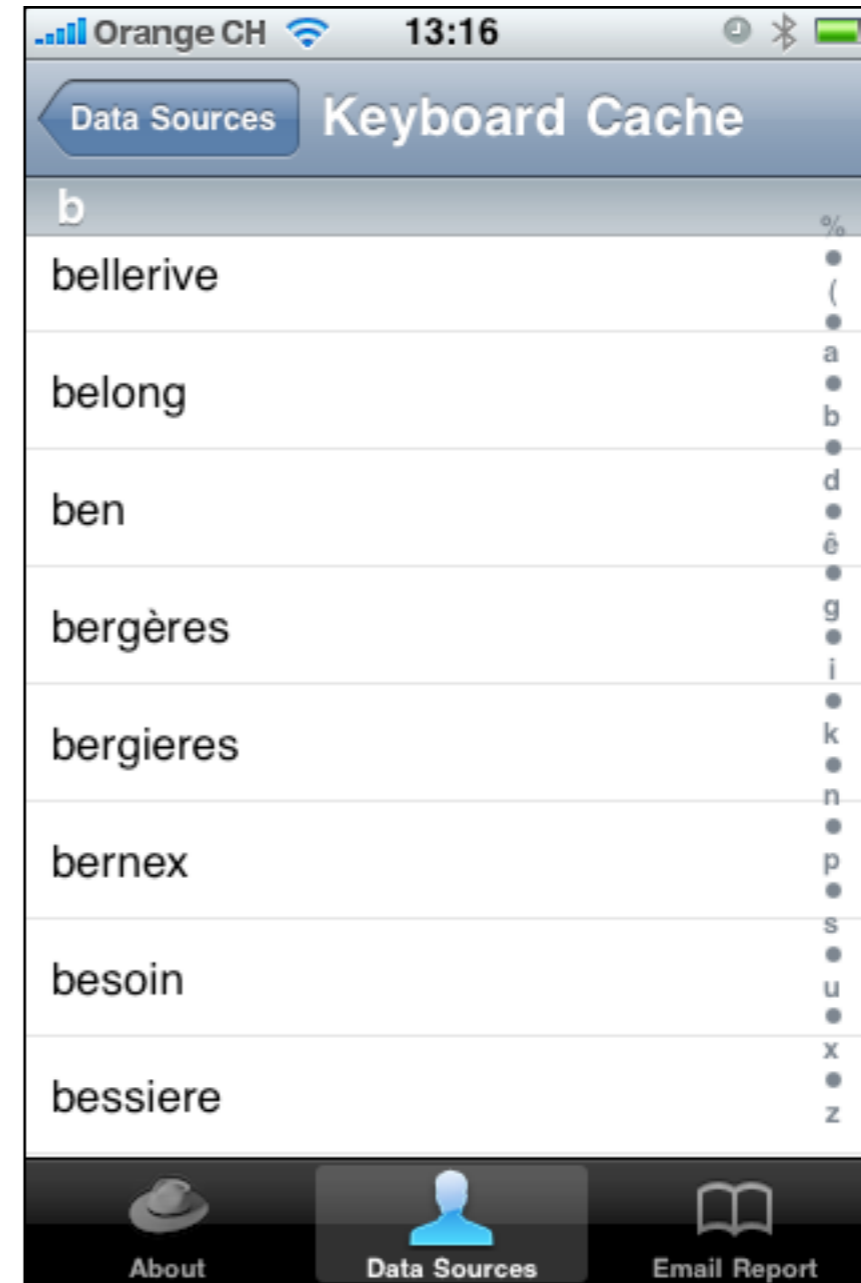 Orange CH 13:16
Data Sources Keyboard Cache
b
bellerive
belong
ben
bergères
bergieres
bernex
besoin
bessiere
%
(
a
b
d
ê
g
i
k
n
p
s
u
x
z
About Data Sources Email Report